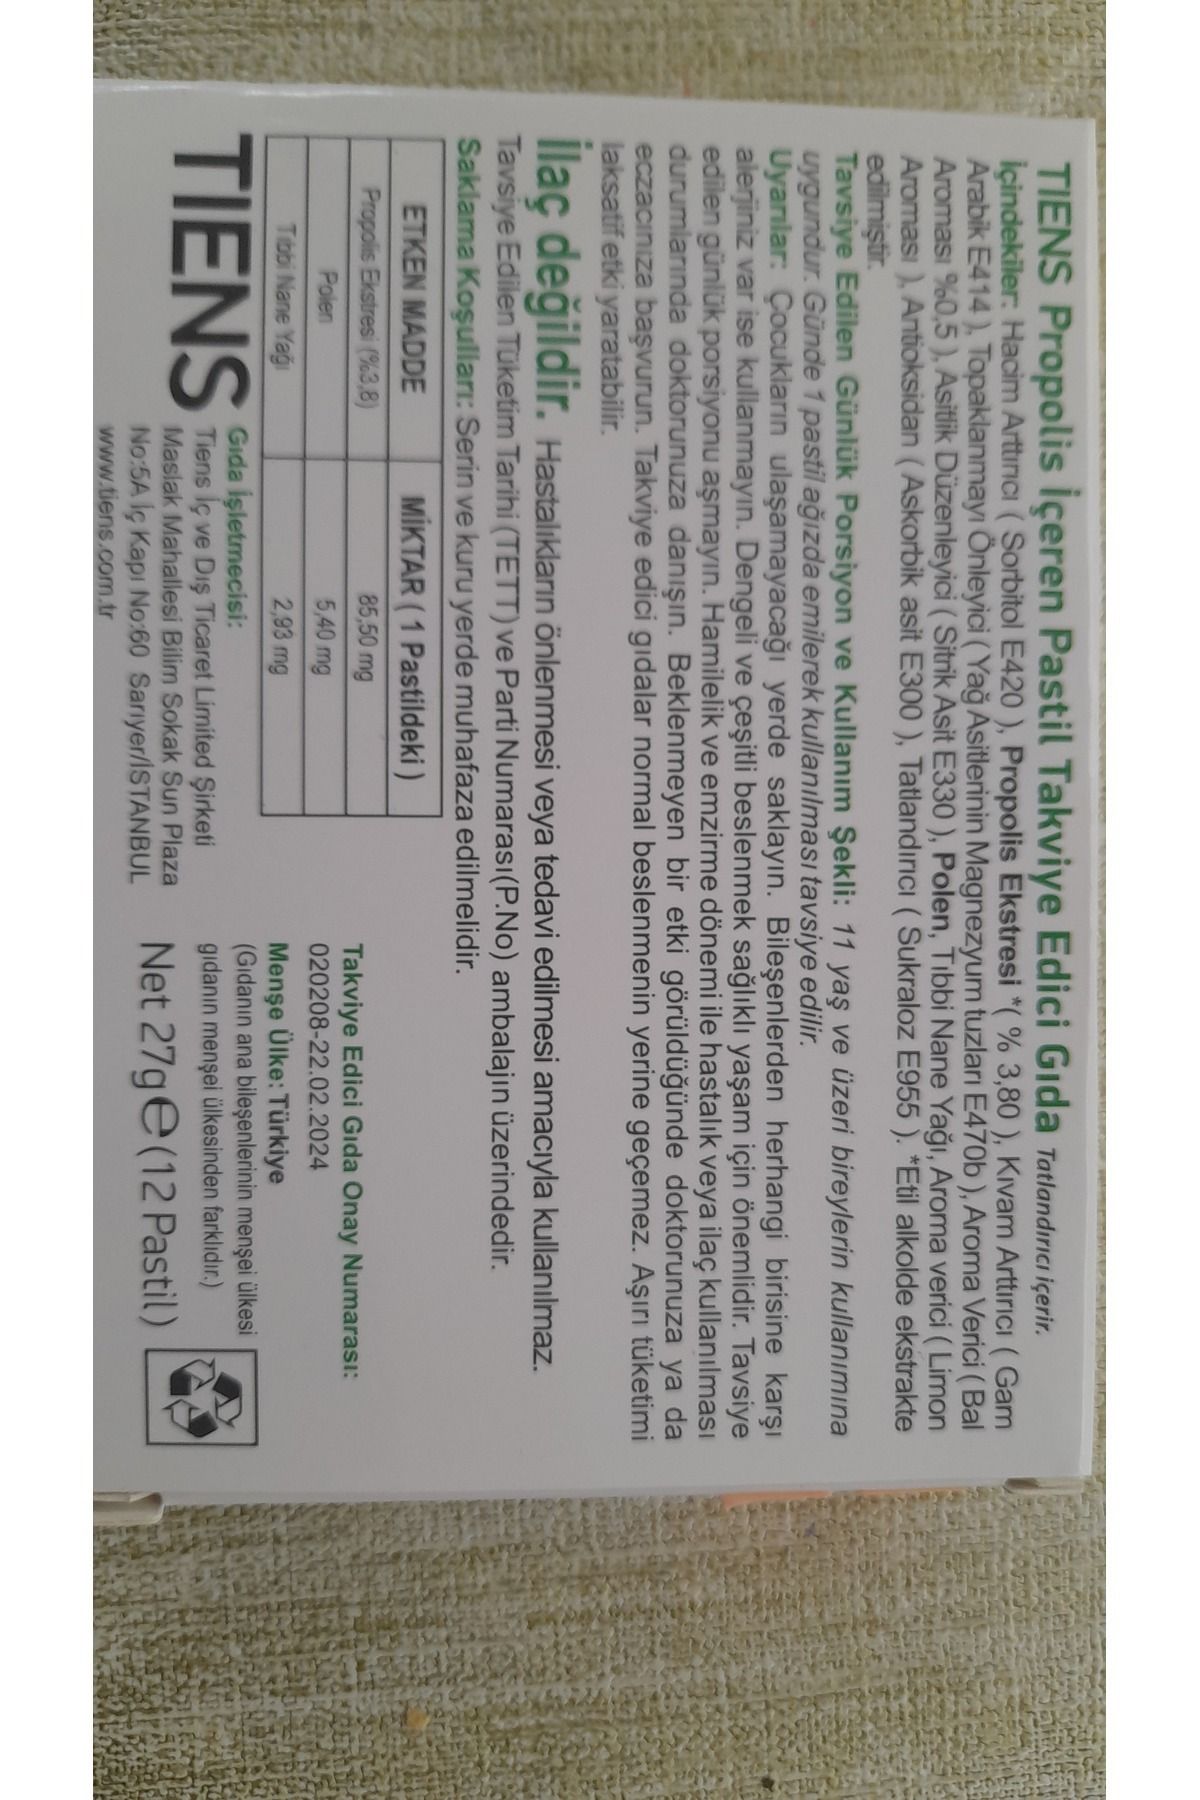 TIENS Propolis İçeren Pastil Takviye Edici Gıda Tatlandırıcı içerir.
İçindekiler: Hacim Arttırıcı ( Sorbitol E420 ), Propolis Ekstresi *( % 3,80 ), Kıvam Arttırıcı ( Gam
Arabik E414 ), Topaklanmayı Önleyici ( Yağ Asitlerinin Magnezyum tuzları E470b ), Aroma Verici ( Bal
Aroması %0,5 ), Asitlik Düzenleyici ( Sitrik Asit E330 ), Polen, Tıbbi Nane Yağı, Aroma verici ( Limon
Aroması ), Antioksidan ( Askorbik asit E300 ), Tatlandırıcı ( Sukraloz E955 ). *Etil alkolde ekstrakte
edilmiştir.
Tavsiye Edilen Günlük Porsiyon ve Kullanım Şekli: 11 yaş ve üzeri bireylerin kullanımına
uygundur. Günde 1 pastil ağızda emilerek kullanılması tavsiye edilir.
Uyarılar: Çocukların ulaşamayacağı yerde saklayın. Bileşenlerden herhangi birisine karşı
alerjiniz var ise kullanmayın. Dengeli ve çeşitli beslenmek sağlıklı yaşam için önemlidir. Tavsiye
edilen günlük porsiyonu aşmayın. Hamilelik ve emzirme dönemi ile hastalık veya ilaç kullanılması
durumlarında doktorunuza danışın. Beklenmeyen bir etki görüldüğünde doktorunuza ya da
eczacınıza başvurun. Takviye edici gıdalar normal beslenmenin yerine geçemez. Aşırı tüketimi
laksatif etki yaratabilir.
İlaç değildir. Hastalıkların önlenmesi veya tedavi edilmesi amacıyla kullanılmaz.
Tavsiye Edilen Tüketim Tarihi (TETT) ve Parti Numarası(P.No) ambalajın üzerindedir.
Saklama Koşulları: Serin ve kuru yerde muhafaza edilmelidir.
ETKEN MADDE MİKTAR ( 1 Pastildeki )
Propolis Ekstresi (%3,8) 85,50 mg
Polen 5,40 mg
Tıbbi Nane Yağı 2,93 mg
Takviye Edici Gıda Onay Numarası:
020208-22.02.2024
Menşe Ülke: Türkiye
(Gıdanın ana bileşenlerinin menşei ülkesi
gıdanın menşei ülkesinden farklıdır.)
Net 27g e (12 Pastil )
TIENS
Gıda İşletmecisi:
Tiens İç ve Dış Ticaret Limited Şirketi
Maslak Mahallesi Bilim Sokak Sun Plaza
No:5A İç Kapı No:60 Sarıyer/İSTANBUL
www.tiens.com.tr